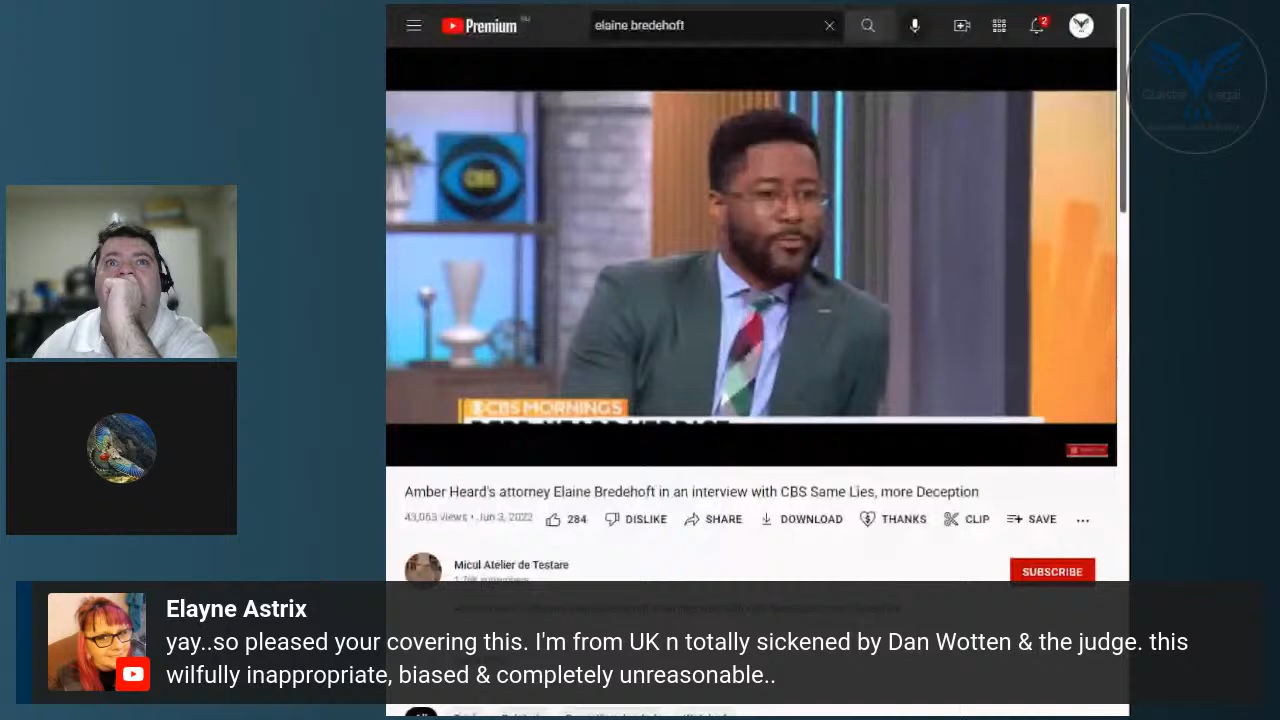 Premium
elaine bredehoft
2
CBS
CBS MORNINGS
Amber Heard's attorney Elaine Bredehoft in an interview with CBS Same Lies, more Deception
43,063 views • Jun 3, 2022
284
DISLIKE
SHARE
DOWNLOAD
THANKS
CLIP
SAVE
Micul Atelier de Testare
SUBSCRIBE
Elayne Astrix
yay..so pleased your covering this. I'm from UK n totally sickened by Dan Wotten & the judge. this
wilfully inappropriate, biased & completely unreasonable..